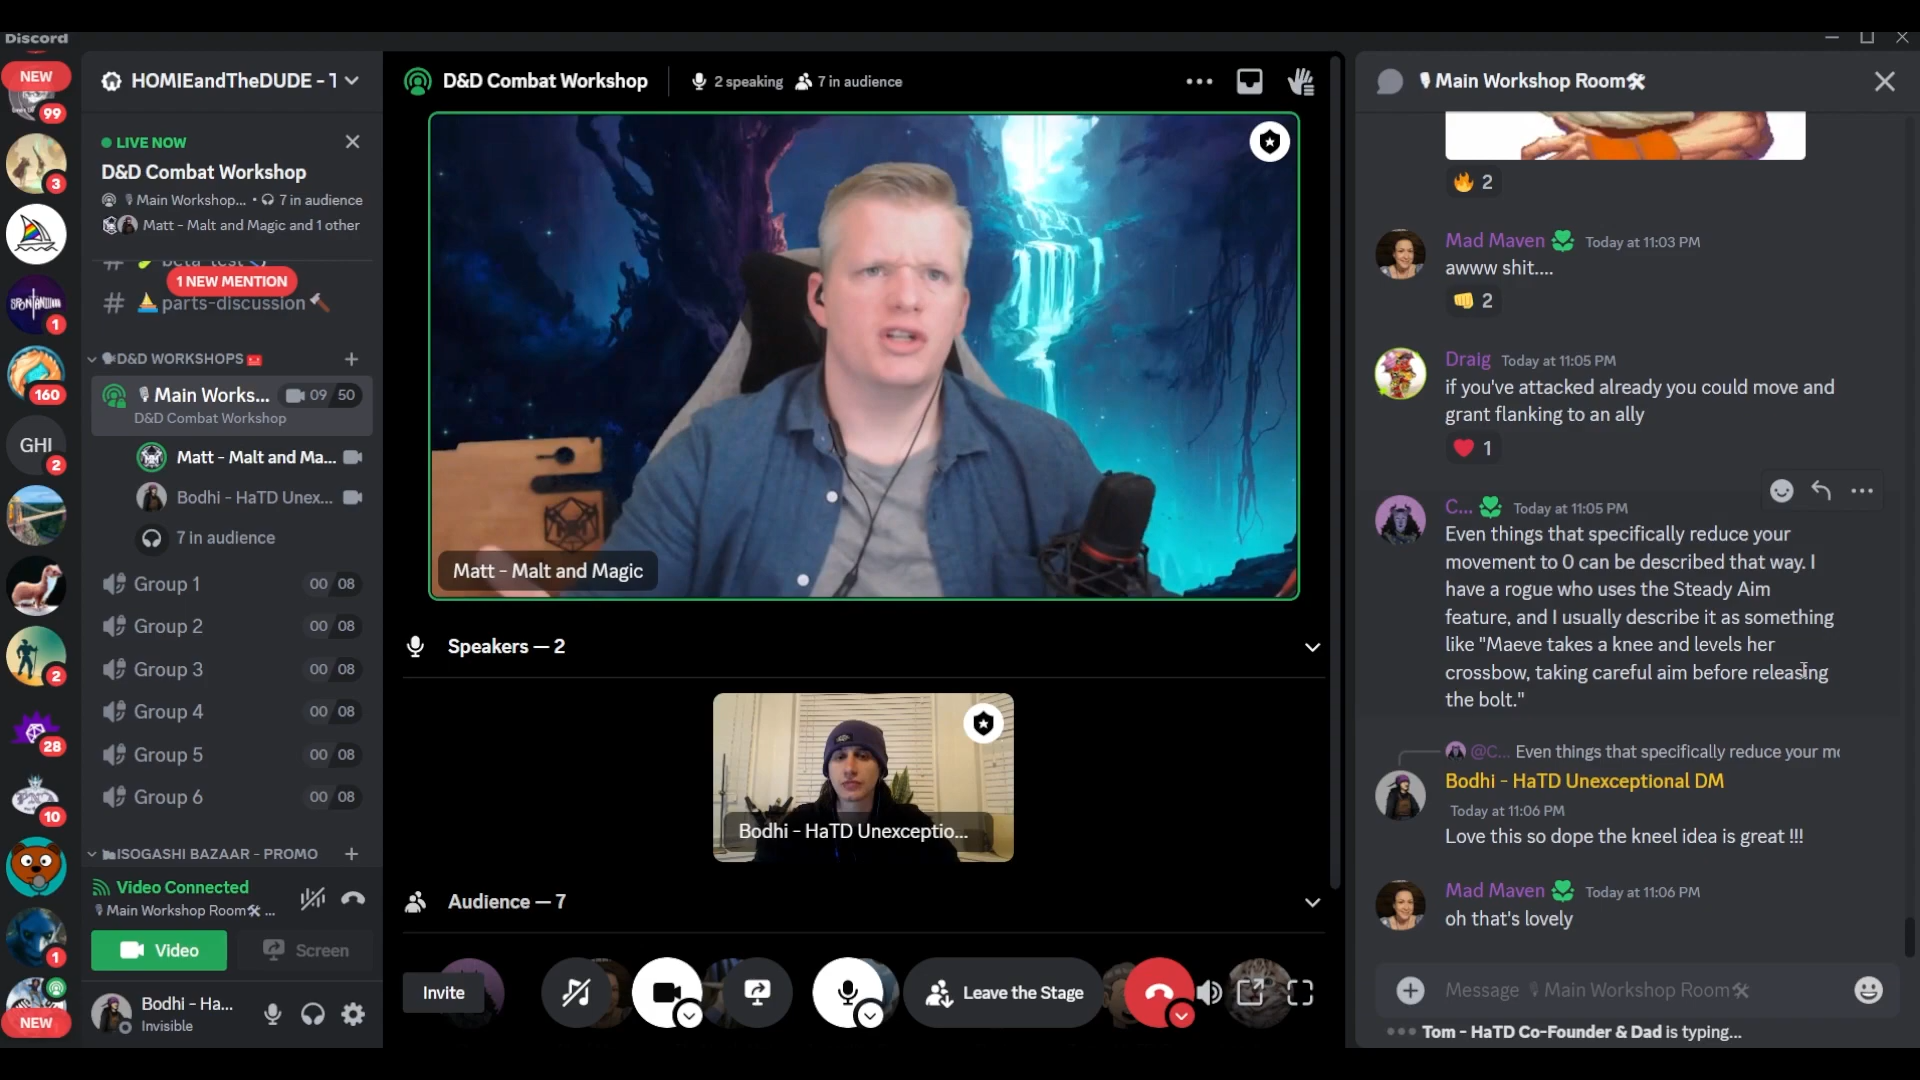 Discord
NEW
99
3
SPONTANIUM
1
160
GHI
2
2
28
10
1
NEW
HOMIEandTheDUDE - T
LIVE NOW
D&D Combat Workshop
Main Workshop... • 7 in audience
Matt - Malt and Magic and 1 other
1 NEW MENTION
parts-discussion
D&D WORKSHOPS
Main Works... 09 50
D&D Combat Workshop
Matt - Malt and Ma...
Bodhi - HaTD Unex...
7 in audience
Group 1 00 08
Group 2 00 08
Group 3 00 08
Group 4 00 08
Group 5 00 08
Group 6 00 08
ISOGASHI BAZAAR - PROMO
Video Connected
Main Workshop Room ...
Video Screen
Bodhi - Ha...
Invisible
D&D Combat Workshop 2 speaking 7 in audience
Matt - Malt and Magic
Speakers — 2
Bodhi - HaTD Unexceptio...
Audience — 7
Invite
Leave the Stage
Main Workshop Room
2
Mad Maven Today at 11:03 PM
awww shit....
2
Draig Today at 11:05 PM
if you've attacked already you could move and
grant flanking to an ally
1
C... Today at 11:05 PM
Even things that specifically reduce your
movement to 0 can be described that way. I
have a rogue who uses the Steady Aim
feature, and I usually describe it as something
like "Maeve takes a knee and levels her
crossbow, taking careful aim before releasing
the bolt."
@C... Even things that specifically reduce your mo
Bodhi - HaTD Unexceptional DM
Today at 11:06 PM
Love this so dope the kneel idea is great !!!
Mad Maven Today at 11:06 PM
oh that's lovely
Message Main Workshop Room
Tom - HaTD Co-Founder & Dad is typing...